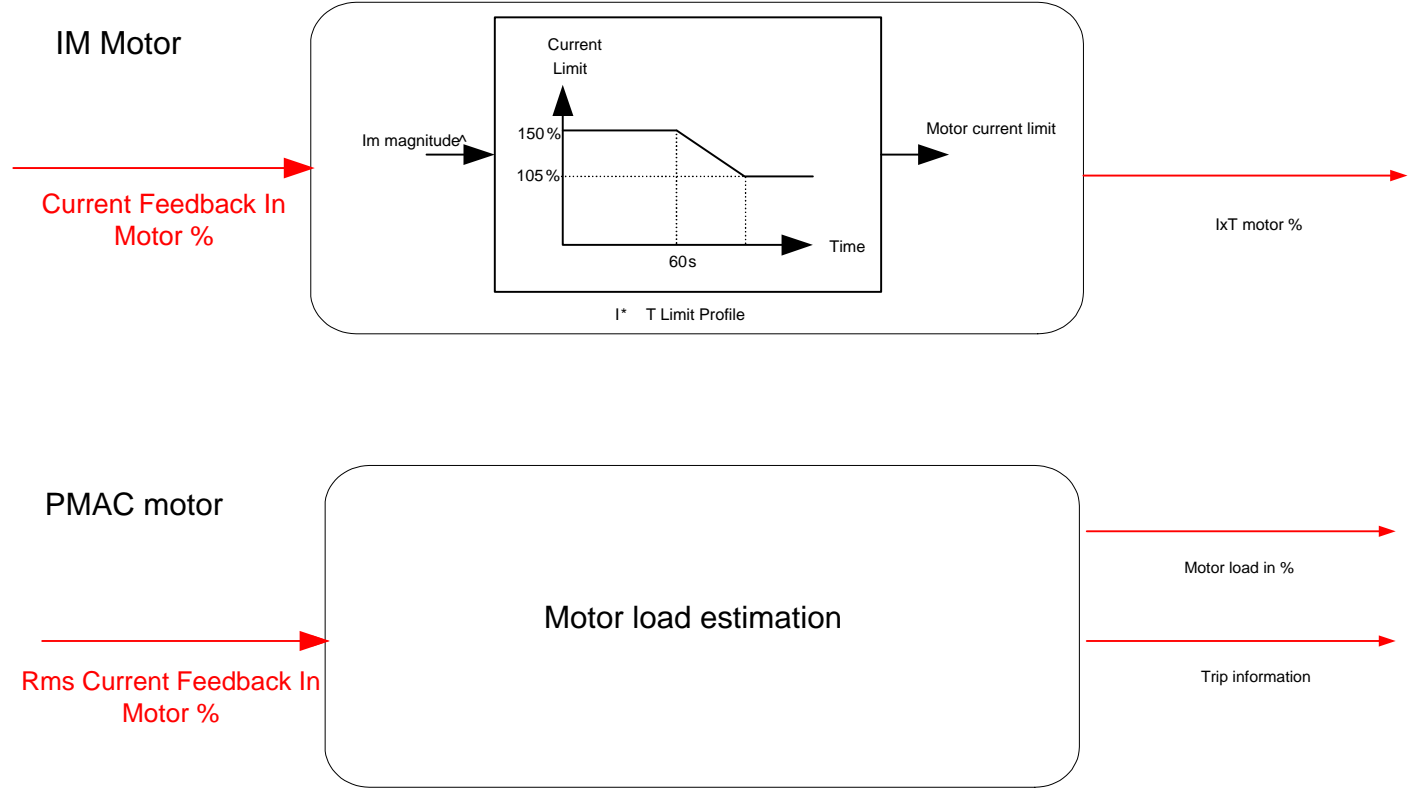 IM Motor
Current
Limit
150 %
105 %
Im magnitude^
Motor current limit
Time
60 s
I* T Limit Profile
Current Feedback In
Motor %
IxT motor %
PMAC motor
Motor load estimation
Motor load in %
Rms Current Feedback In
Motor %
Trip information